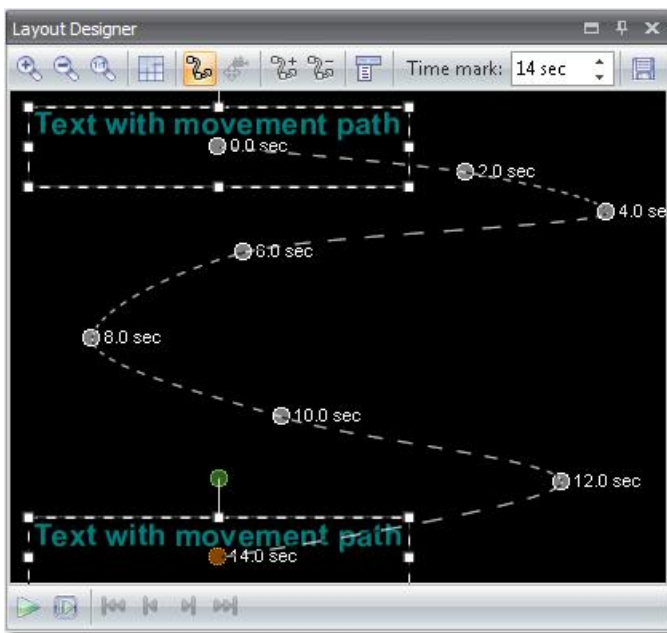 Layout Designer
1:1
Time mark: 14 sec
Text with movement path
0.0 sec
2.0 sec
4.0 se
6.0 sec
8.0 sec
10.0 sec
12.0 sec
Text with movement path
14.0 sec